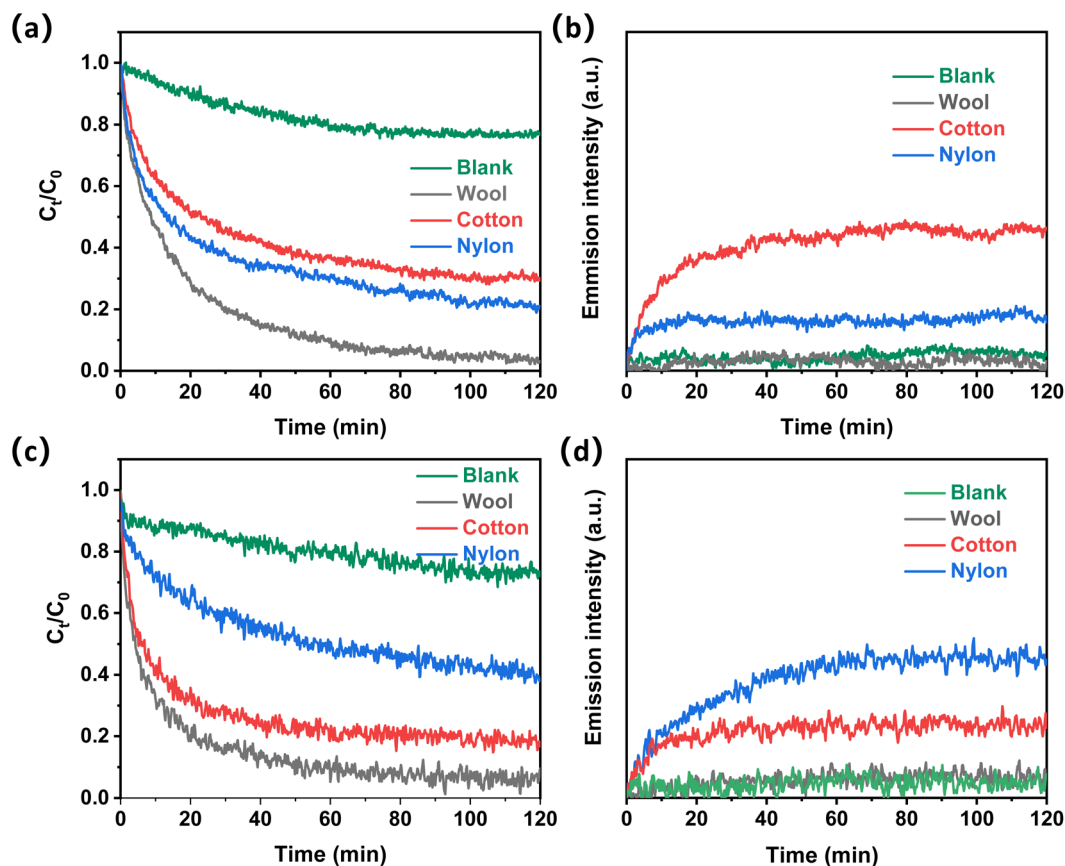 (a)
1.0
0.8
0.6
0.4
0.2
0.0
Cₜ/C₀
Blank
Wool
Cotton
Nylon
0 20 40 60 80 100 120
Time (min)
(b)
Emmision intensity (a.u.)
Blank
Wool
Cotton
Nylon
0 20 40 60 80 100 120
Time (min)
(c)
1.0
0.8
0.6
0.4
0.2
0.0
Cₜ/C₀
Blank
Wool
Cotton
Nylon
0 20 40 60 80 100 120
Time (min)
(d)
Emission intensity (a.u.)
Blank
Wool
Cotton
Nylon
0 20 40 60 80 100 120
Time (min)